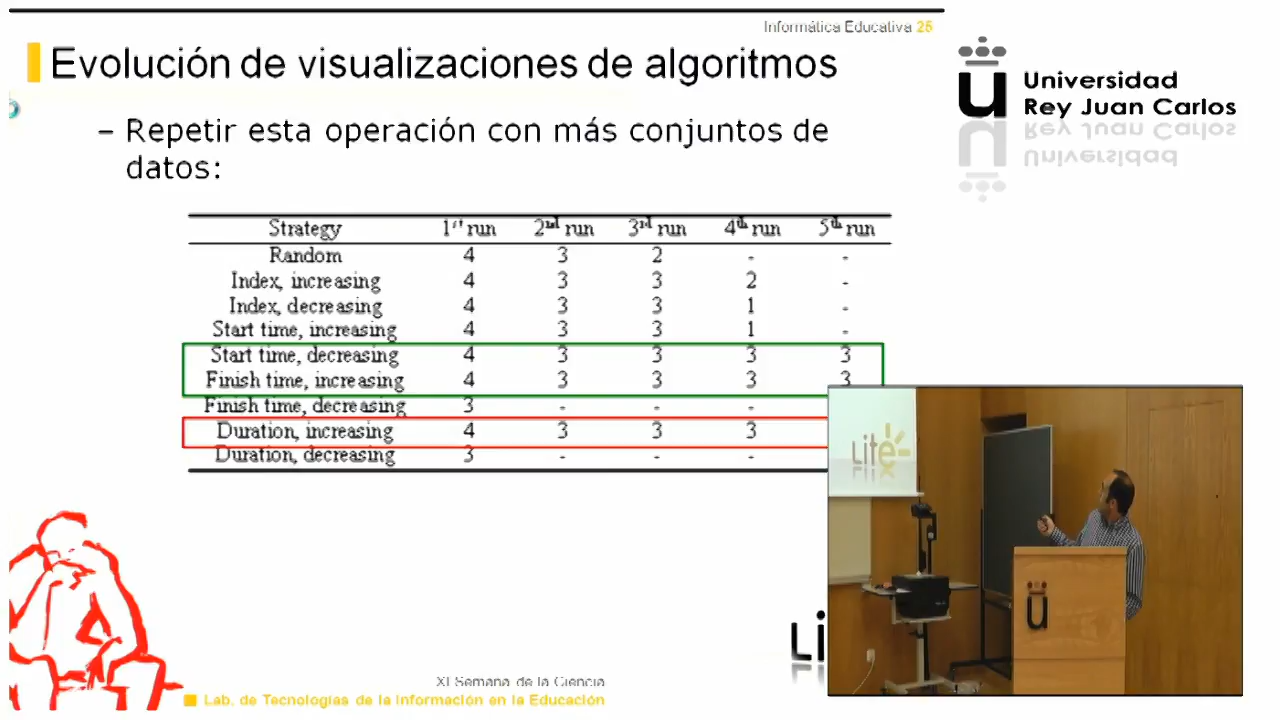 Informática Educativa 25
Evolución de visualizaciones de algoritmos
– Repetir esta operación con más conjuntos de
datos:
Strategy 1st run 2nd run 3rd run 4th run 5th run
Random 4 3 2 - -
Index, increasing 4 3 3 2 -
Index, decreasing 4 3 3 1 -
Start time, increasing 4 3 3 1 -
Start time, decreasing 4 3 3 3 3
Finish time, increasing 4 3 3 3 3
Finish time, decreasing 3 - - -
Duration, increasing 4 3 3 3
Duration, decreasing 3 - - -
XI Semana de la Ciencia
Lab. de Tecnologías de la Información en la Educación
Universidad
Rey Juan Carlos
LitE
Lit